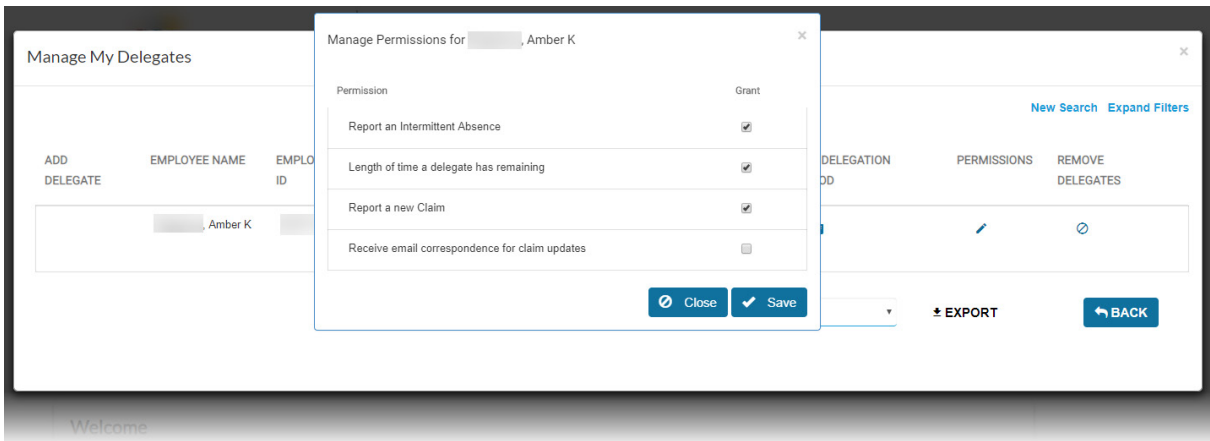 Manage Permissions for , Amber K
×
Manage My Delegates
×
Permission Grant
New Search Expand Filters
Report an Intermittent Absence
ADD DELEGATE
EMPLOYEE NAME
EMPLO
ID
Length of time a delegate has remaining
DELEGATION
OD
PERMISSIONS
REMOVE DELEGATES
Report a new Claim
, Amber K
Receive email correspondence for claim updates
Close Save
EXPORT
BACK
Welcome